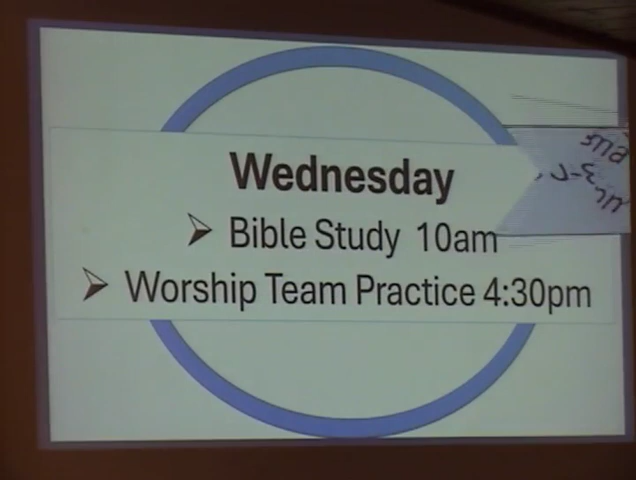 Wednesday
➢ Bible Study 10am
➢ Worship Team Practice 4:30pm